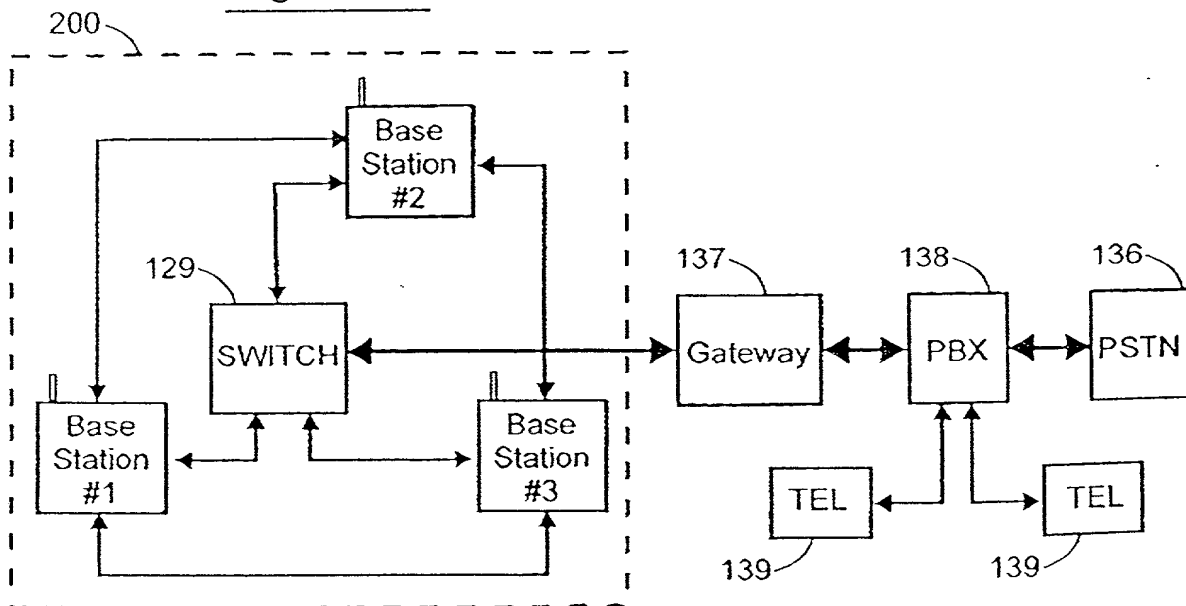 200
Base
Station
#2
129
137
138
136
SWITCH
Gateway
PBX
PSTN
Base
Station
#1
Base
Station
#3
TEL
TEL
139
139